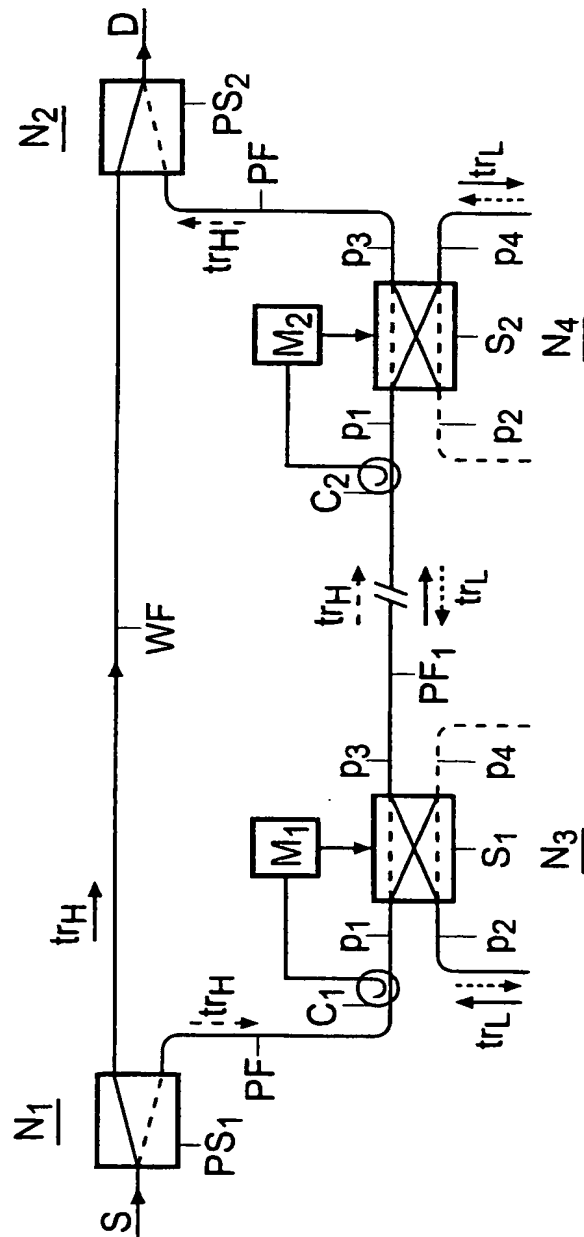 N1
N2
S
PS1
trH
WF
PS2
D
trH
PF
trH
PF
M1
M2
C1
p1
p3
PF1
trH
C2
p1
p3
trL
p2
S1
p4
trL
p2
S2
p4
trL
N3
N4